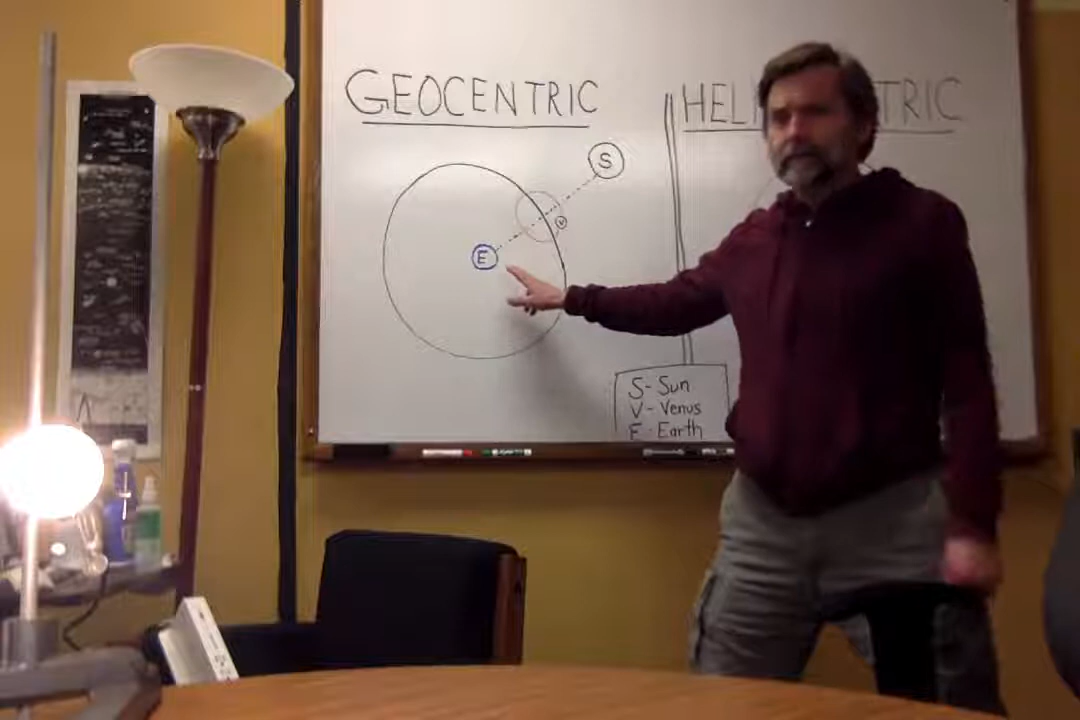 GEOCENTRIC
S
V
E
S- Sun
V- Venus
E- Earth